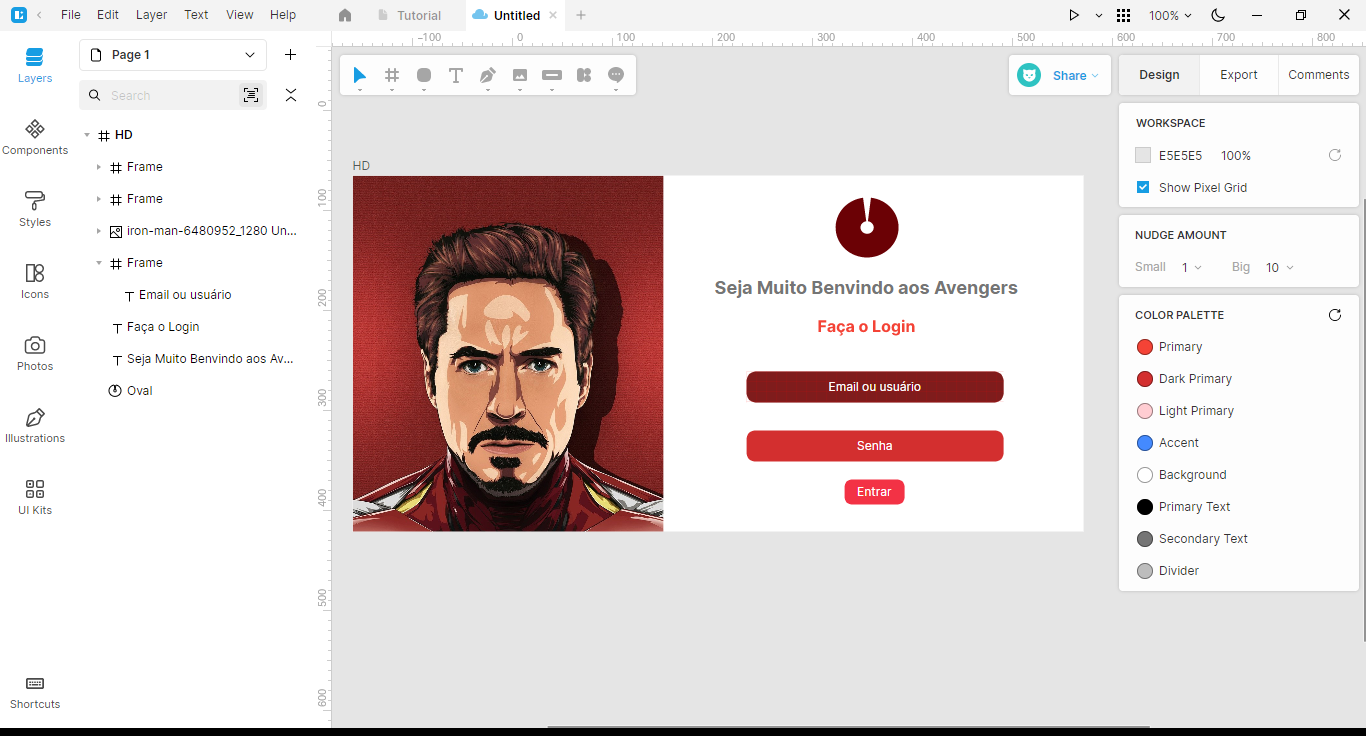 File Edit Layer Text View Help
Tutorial
Untitled
100%
Layers
Components
Styles
Icons
Photos
Illustrations
UI Kits
Shortcuts
Page 1
Search
HD
Frame
Frame
iron-man-6480952_1280 Un...
Frame
Email ou usuário
Faça o Login
Seja Muito Benvindo aos Av...
Oval
-100 0 100 200 300 400 500 600 700 800
0
100
200
300
400
500
600
Share
HD
Seja Muito Benvindo aos Avengers
Faça o Login
Email ou usuário
Senha
Entrar
Design Export Comments
WORKSPACE
E5E5E5 100%
Show Pixel Grid
NUDGE AMOUNT
Small 1 Big 10
COLOR PALETTE
Primary
Dark Primary
Light Primary
Accent
Background
Primary Text
Secondary Text
Divider